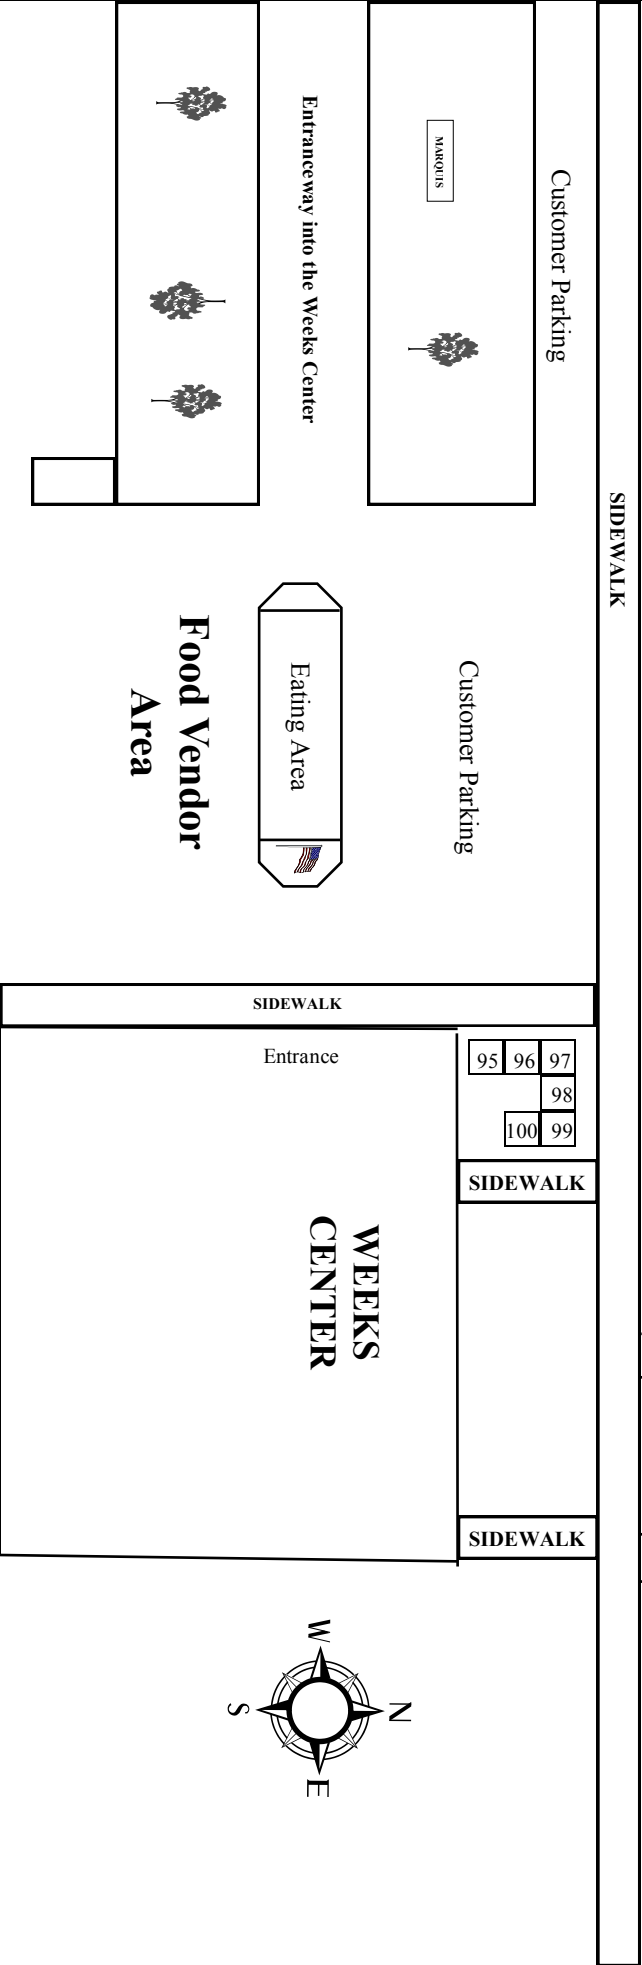 Customer Parking
SIDEWALK
MARQUIS
Entranceway into the Weeks Center
Customer Parking
Eating Area
Food Vendor
Area
SIDEWALK
Entrance
95 96 97
98
100 99
SIDEWALK
WEEKS
CENTER
SIDEWALK
N
W
E
S